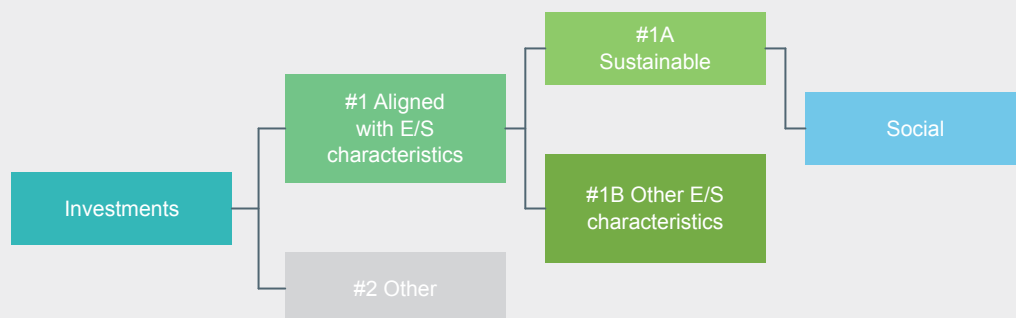 #1A
Sustainable
#1 Aligned
with E/S
characteristics
Social
Investments
#1B Other E/S
characteristics
#2 Other